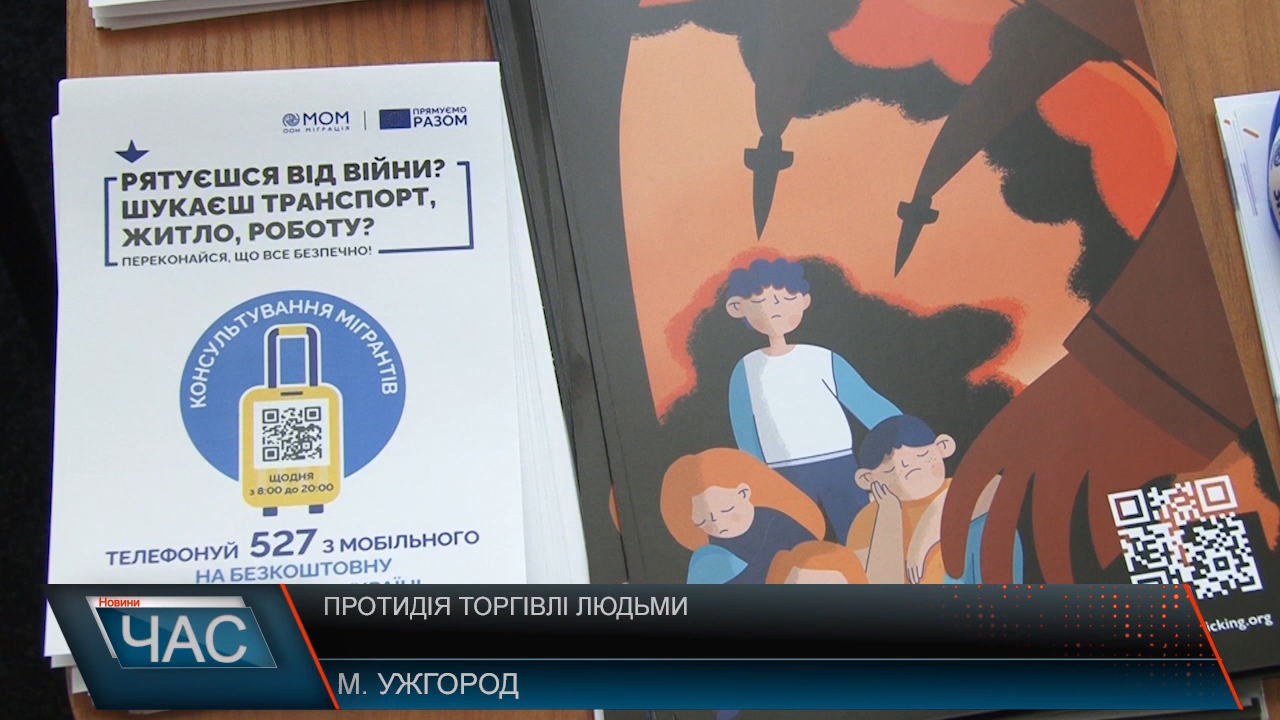 МОМ
ООН МІГРАЦІЯ
ПРЯМУЄМО
РАЗОМ
РЯТУЄШСЯ ВІД ВІЙНИ?
ШУКАЄШ ТРАНСПОРТ,
ЖИТЛО, РОБОТУ?
ПЕРЕКОНАЙСЯ, ЩО ВСЕ БЕЗПЕЧНО!
КОНСУЛЬТУВАННЯ МІГРАНТІВ
ЩОДНЯ
з 8:00 до 20:00
ТЕЛЕФОНУЙ 527 З МОБІЛЬНОГО
НА БЕЗКОШТОВНУ
icking.org
Новини
ЧАС
ПРОТИДІЯ ТОРГІВЛІ ЛЮДЬМИ
М. УЖГОРОД